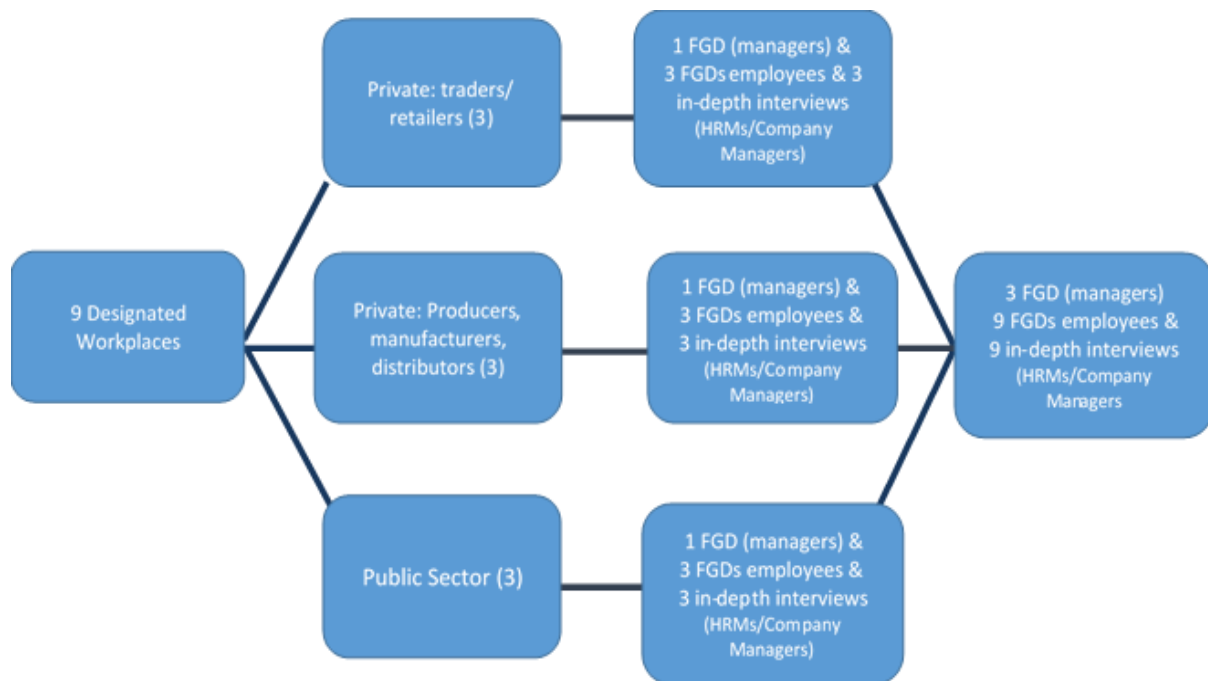 9 Designated
Workplaces
Private: traders/
retailers (3)
1 FGD (managers) &
3 FGDs employees & 3
in-depth interviews
(HRMs/Company
Managers)
Private: Producers,
manufacturers,
distributors (3)
1 FGD (managers) &
3 FGDs employees &
3 in-depth interviews
(HRMs/Company
Managers)
Public Sector (3)
1 FGD (managers) &
3 FGDs employees &
3 in-depth interviews
(HRMs/Company
Managers)
3 FGD (managers)
9 FGDs employees &
9 in-depth interviews
(HRMs/Company
Managers